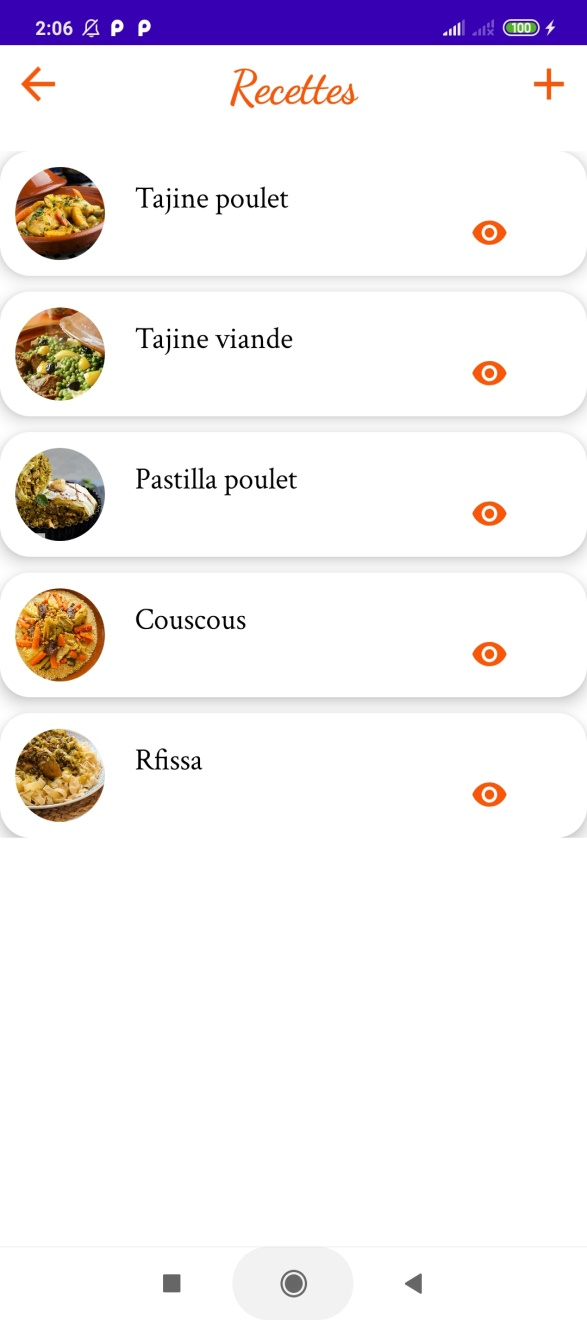 2:06
100
Recettes
Tajine poulet
Tajine viande
Pastilla poulet
Couscous
Rfissa